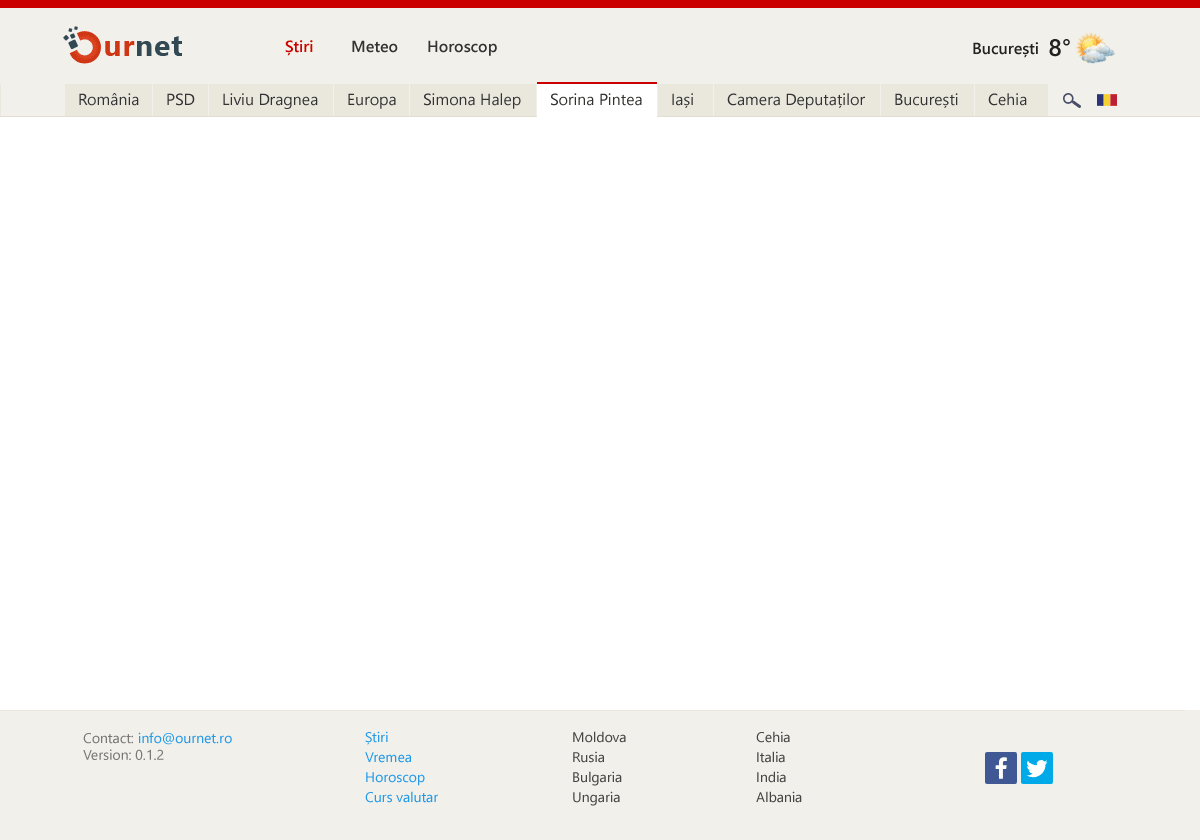 Ournet
Știri Meteo Horoscop
București 8°
România PSD Liviu Dragnea Europa Simona Halep Sorina Pintea Iași Camera Deputaților București Cehia
Contact: info@ournet.ro
Version: 0.1.2
Știri
Vremea
Horoscop
Curs valutar
Moldova
Rusia
Bulgaria
Ungaria
Cehia
Italia
India
Albania